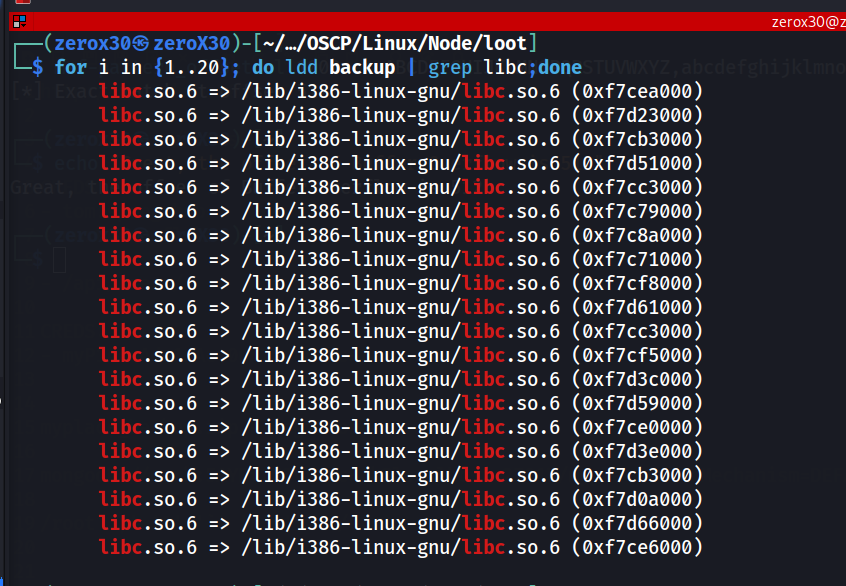 zerox30@z
┌──(zerox30㉿zeroX30)-[~/…/OSCP/Linux/Node/loot]
└─$ for i in {1..20}; do ldd backup | grep libc;done
libc.so.6 => /lib/i386-linux-gnu/libc.so.6 (0xf7cea000)
libc.so.6 => /lib/i386-linux-gnu/libc.so.6 (0xf7d23000)
libc.so.6 => /lib/i386-linux-gnu/libc.so.6 (0xf7cb3000)
libc.so.6 => /lib/i386-linux-gnu/libc.so.6 (0xf7d51000)
libc.so.6 => /lib/i386-linux-gnu/libc.so.6 (0xf7cc3000)
libc.so.6 => /lib/i386-linux-gnu/libc.so.6 (0xf7c79000)
libc.so.6 => /lib/i386-linux-gnu/libc.so.6 (0xf7c8a000)
libc.so.6 => /lib/i386-linux-gnu/libc.so.6 (0xf7c71000)
libc.so.6 => /lib/i386-linux-gnu/libc.so.6 (0xf7cf8000)
libc.so.6 => /lib/i386-linux-gnu/libc.so.6 (0xf7d61000)
libc.so.6 => /lib/i386-linux-gnu/libc.so.6 (0xf7cc3000)
libc.so.6 => /lib/i386-linux-gnu/libc.so.6 (0xf7cf5000)
libc.so.6 => /lib/i386-linux-gnu/libc.so.6 (0xf7d3c000)
libc.so.6 => /lib/i386-linux-gnu/libc.so.6 (0xf7d59000)
libc.so.6 => /lib/i386-linux-gnu/libc.so.6 (0xf7ce0000)
libc.so.6 => /lib/i386-linux-gnu/libc.so.6 (0xf7d3e000)
libc.so.6 => /lib/i386-linux-gnu/libc.so.6 (0xf7cb3000)
libc.so.6 => /lib/i386-linux-gnu/libc.so.6 (0xf7d0a000)
libc.so.6 => /lib/i386-linux-gnu/libc.so.6 (0xf7d66000)
libc.so.6 => /lib/i386-linux-gnu/libc.so.6 (0xf7ce6000)